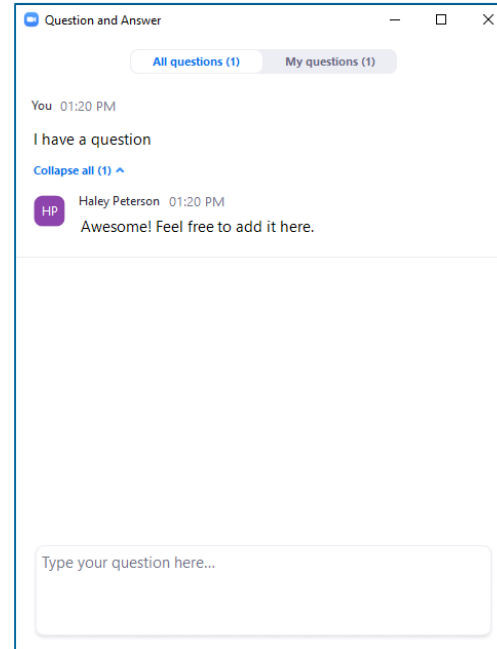 Question and Answer
All questions (1) My questions (1)
You 01:20 PM
I have a question
Collapse all (1)
HP
Haley Peterson 01:20 PM
Awesome! Feel free to add it here.
Type your question here...